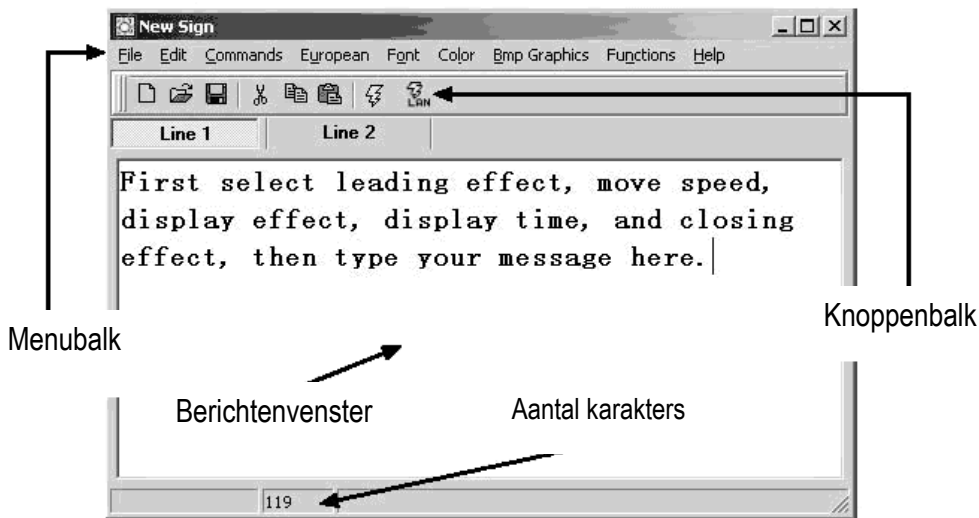 New Sign
File Edit Commands European Font Color Bmp Graphics Functions Help
LAN
Line 1 Line 2
First select leading effect, move speed,
display effect, display time, and closing
effect, then type your message here.
Knoppenbalk
Menubalk
Berichtenvenster
Aantal karakters
119